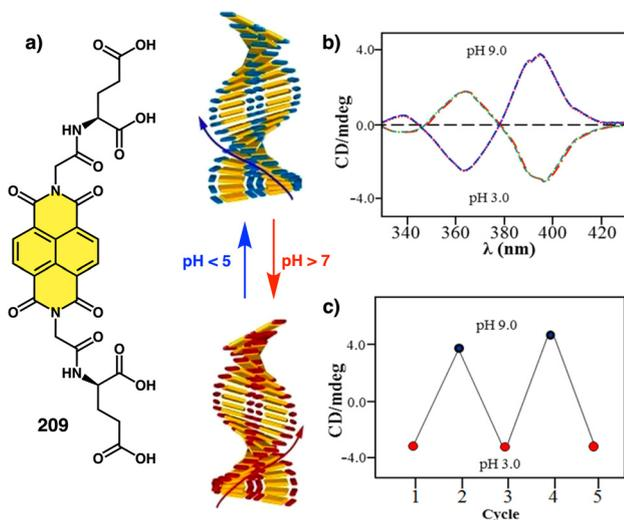 a)
O
OH
O
OH
HN
O
O
N
O
O
N
O
O
O
HN
OH
O
OH
209
pH < 5
pH > 7
b)
pH 9.0
4.0
0.0
-4.0
CD/mdeg
pH 3.0
340 360 380 400 420
λ (nm)
c)
pH 9.0
4.0
0.0
-4.0
CD/mdeg
pH 3.0
1 2 3 4 5
Cycle